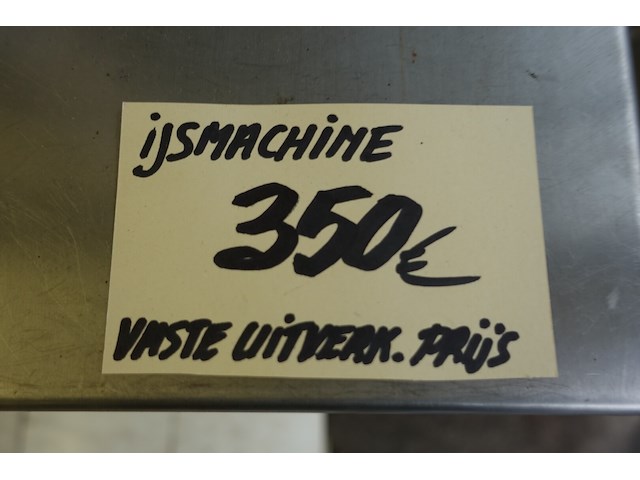 ijSMACHINE
350€
VASTE UITVERK. PRijS